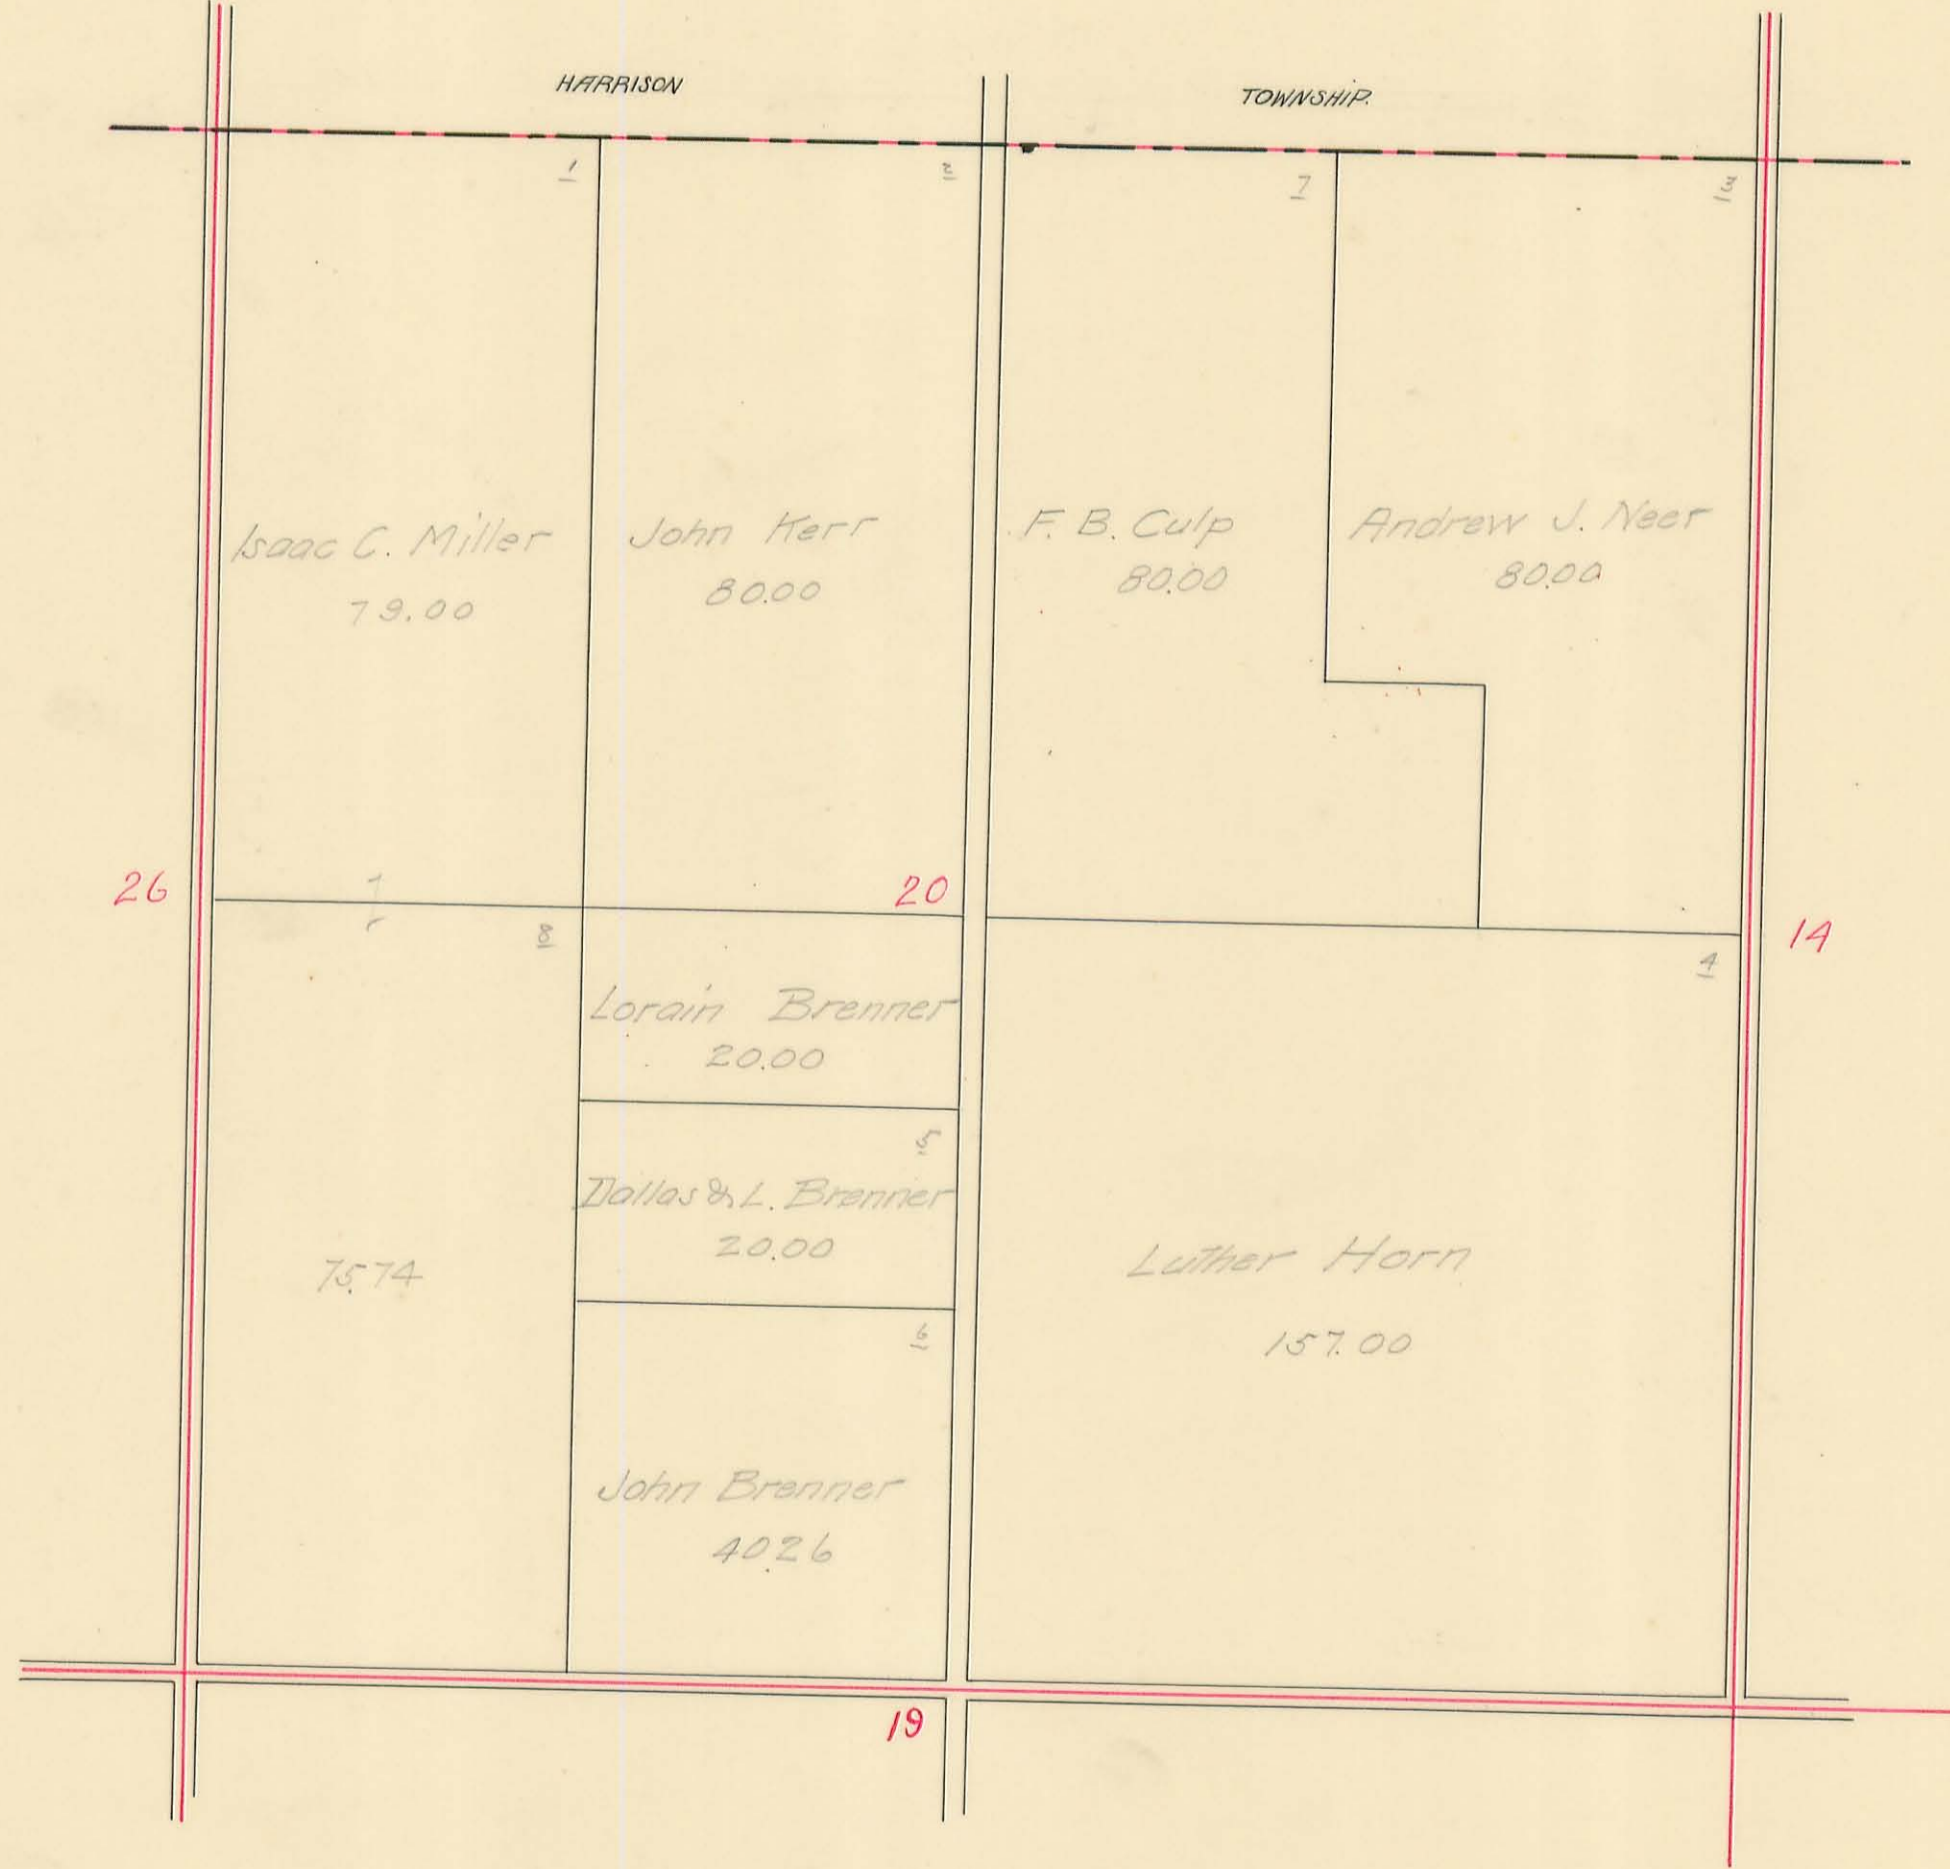 HARRISON
TOWNSHIP.
1
2
7
3
Isaac C. Miller
79.00
John Kerr
80.00
F. B. Culp
80.00
Andrew J. Neer
80.00
26
20
14
8
4
Lorain Brenner
20.00
5
Dallas & L. Brenner
20.00
75.74
6
Luther Horn
157.00
John Brenner
40.26
19